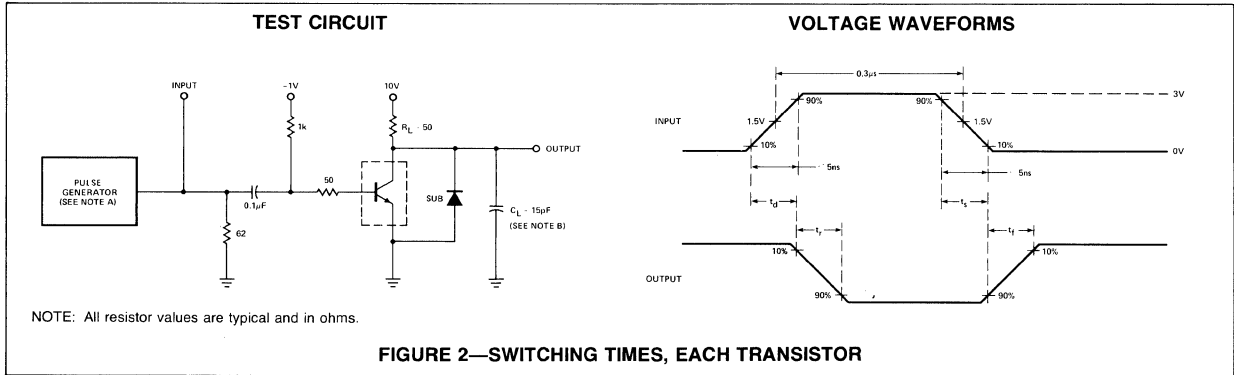 TEST CIRCUIT
INPUT
-1V
10V
1k
R_L - 50
OUTPUT
PULSE
GENERATOR
(SEE NOTE A)
0.1μF
50
SUB
C_L - 15pF
(SEE NOTE B)
62
NOTE: All resistor values are typical and in ohms.
VOLTAGE WAVEFORMS
0.3μs
90%
90%
3V
INPUT
1.5V
1.5V
10%
10%
0V
5ns
5ns
t_d
t_s
t_r
t_f
10%
10%
OUTPUT
90%
90%
FIGURE 2—SWITCHING TIMES, EACH TRANSISTOR